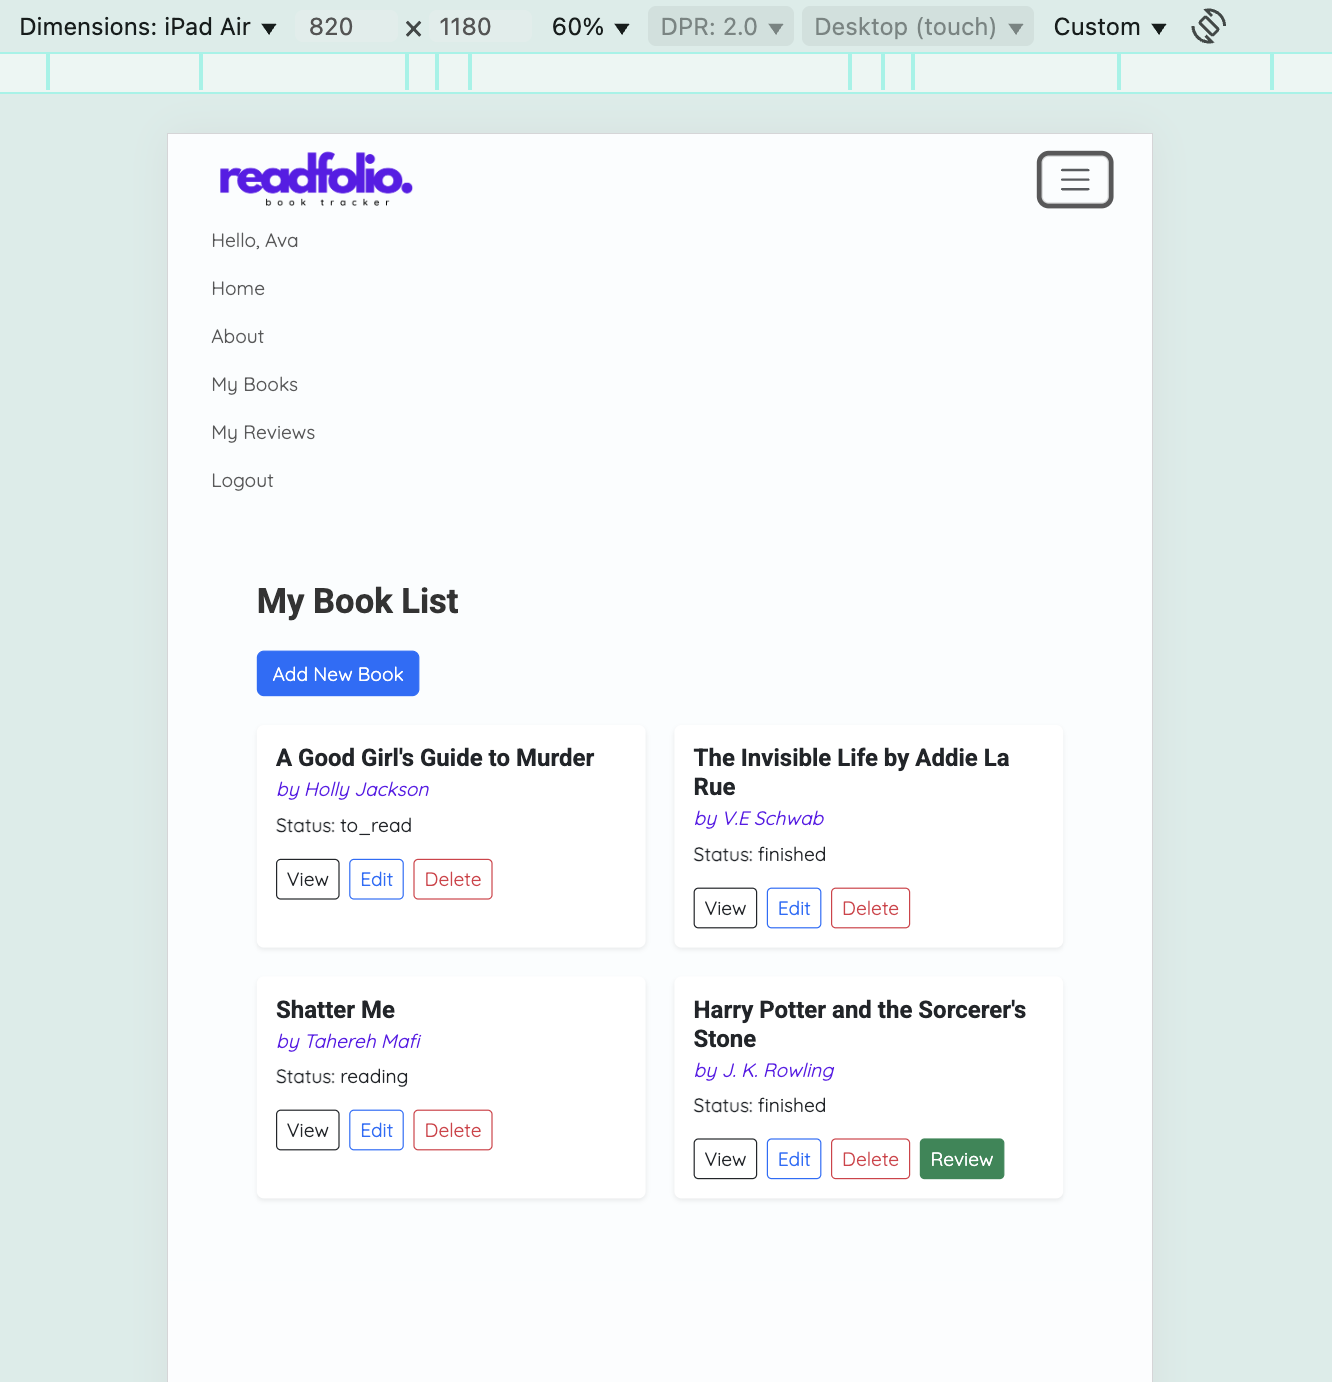 Dimensions: iPad Air ▼ 820 × 1180 60% ▼ DPR: 2.0 ▼ Desktop (touch) ▼ Custom ▼
readfolio.
book tracker
Hello, Ava
Home
About
My Books
My Reviews
Logout
My Book List
Add New Book
A Good Girl's Guide to Murder
by Holly Jackson
Status: to_read
View Edit Delete
The Invisible Life by Addie La
Rue
by V.E Schwab
Status: finished
View Edit Delete
Shatter Me
by Tahereh Mafi
Status: reading
View Edit Delete
Harry Potter and the Sorcerer's
Stone
by J. K. Rowling
Status: finished
View Edit Delete Review